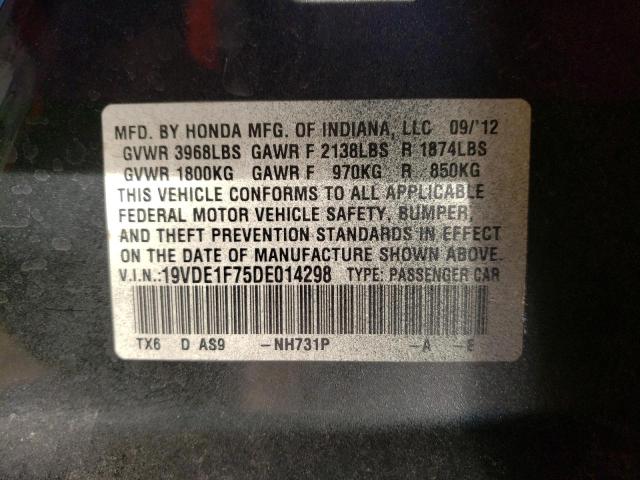 MFD. BY HONDA MFG. OF INDIANA, LLC 09/'12
GVWR 3968LBS GAWR F 2138LBS R 1874LBS
GVWR 1800KG GAWR F 970KG R 850KG
THIS VEHICLE CONFORMS TO ALL APPLICABLE
FEDERAL MOTOR VEHICLE SAFETY, BUMPER,
AND THEFT PREVENTION STANDARDS IN EFFECT
ON THE DATE OF MANUFACTURE SHOWN ABOVE.
V.I.N.:19VDE1F75DE014298 TYPE: PASSENGER CAR
TX6 D AS9 -NH731P -A -E